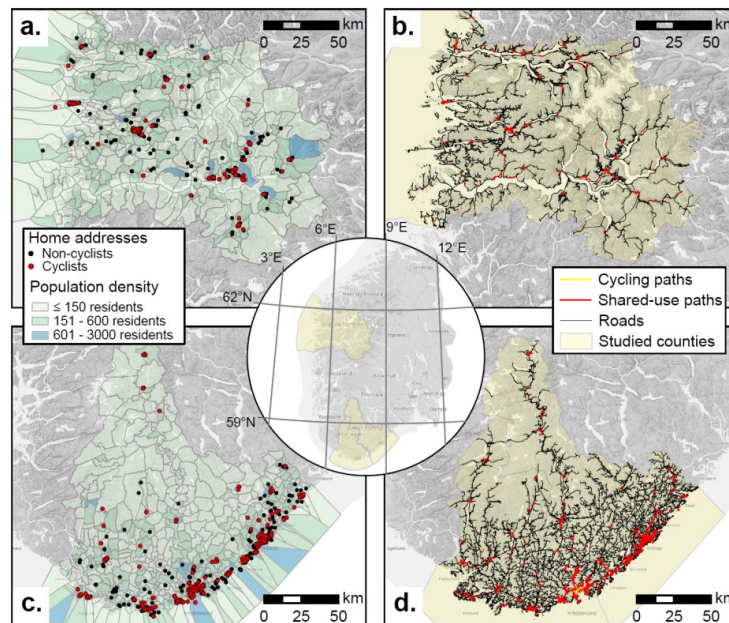 a.
km
0 25 50
b.
km
0 25 50
Home addresses
Non-cyclists
Cyclists
Population density
≤ 150 residents
151 - 600 residents
601 - 3000 residents
3°E
6°E
9°E
12°E
62°N
59°N
Cycling paths
Shared-use paths
Roads
Studied counties
c.
km
0 25 50
d.
km
0 25 50